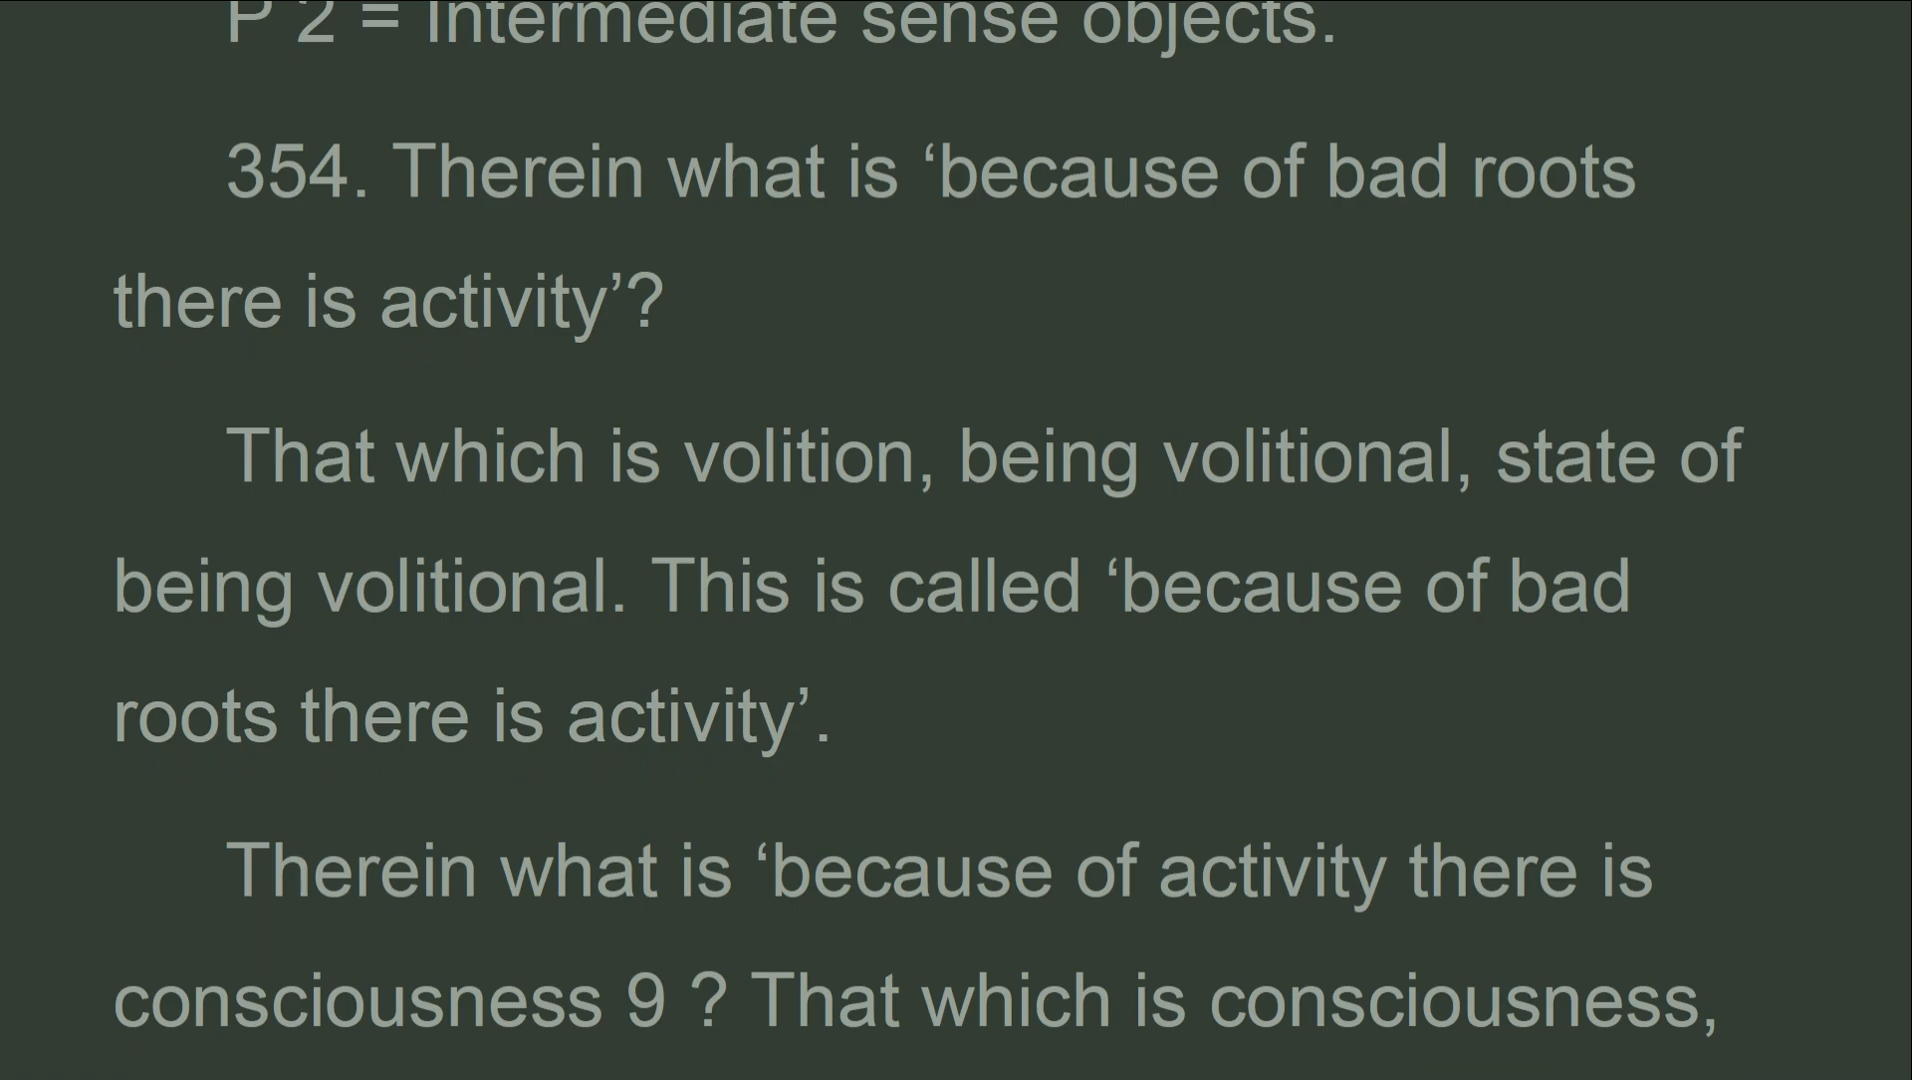 P 2 = Intermediate sense objects.
354. Therein what is ‘because of bad roots
there is activity’?
That which is volition, being volitional, state of
being volitional. This is called ‘because of bad
roots there is activity’.
Therein what is ‘because of activity there is
consciousness 9 ? That which is consciousness,